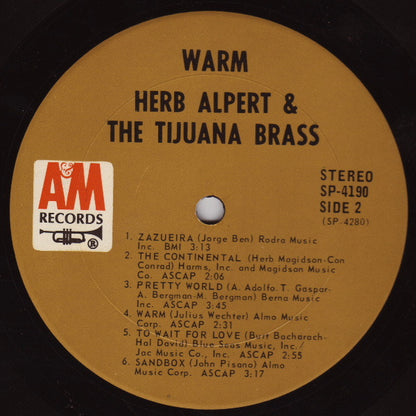 WARM
HERB ALPERT &
THE TIJUANA BRASS
A&M
RECORDS
®
STEREO
SP-4190
SIDE 2
(SP 4280)
1. ZAZUEIRA (Jorge Ben) Rodra Music
Inc. BMI 3:13
2. THE CONTINENTAL (Herb Magidson-Con
Conrad) Harms, Inc. and Magidson Music
Co. ASCAP 2:06
3. PRETTY WORLD (A. Adolfo. T. Gaspar-
A. Bergman-M. Bergman) Berna Music
Inc. ASCAP 3:45
4. WARM (Julius Wechter) Almo Music
Corp. ASCAP 2:31
5. TO WAIT FOR LOVE (Burt Bacharach-
Hal David) Blue Seas Music, Inc./
Jac Music Co., Inc. ASCAP 2:55
6. SANDBOX (John Pisano) Almo
Music Corp. ASCAP 3:17